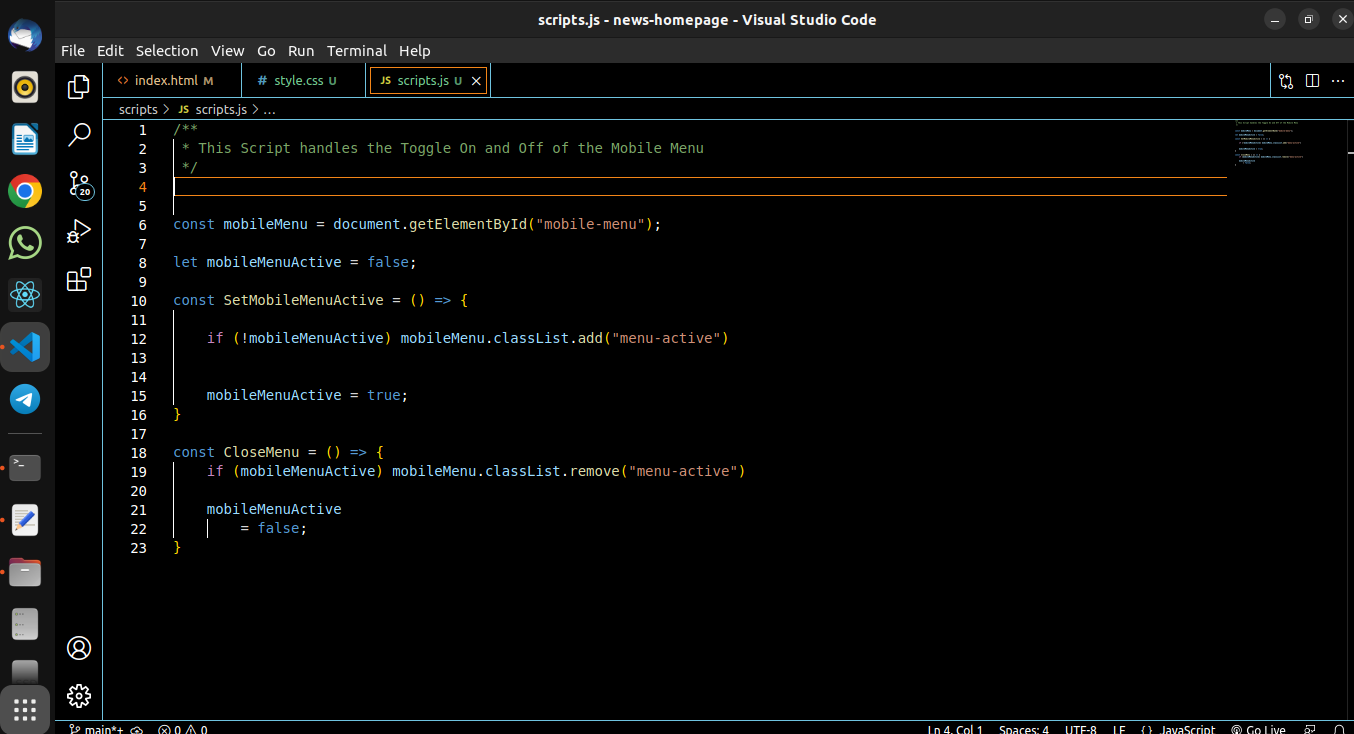 scripts.js - news-homepage - Visual Studio Code
File Edit Selection View Go Run Terminal Help
<> index.html M
# style.css U
JS scripts.js U
scripts > JS scripts.js > ...
1 /**
2 * This Script handles the Toggle On and Off of the Mobile Menu
3 */
4
5
6 const mobileMenu = document.getElementById("mobile-menu");
7
8 let mobileMenuActive = false;
9
10 const SetMobileMenuActive = () => {
11
12 if (!mobileMenuActive) mobileMenu.classList.add("menu-active")
13
14
15 mobileMenuActive = true;
16 }
17
18 const CloseMenu = () => {
19 if (mobileMenuActive) mobileMenu.classList.remove("menu-active")
20
21 mobileMenuActive
22 = false;
23 }
20
main*+ 0 0 Ln 4, Col 1 Spaces: 4 UTF-8 LF {} JavaScript Go Live